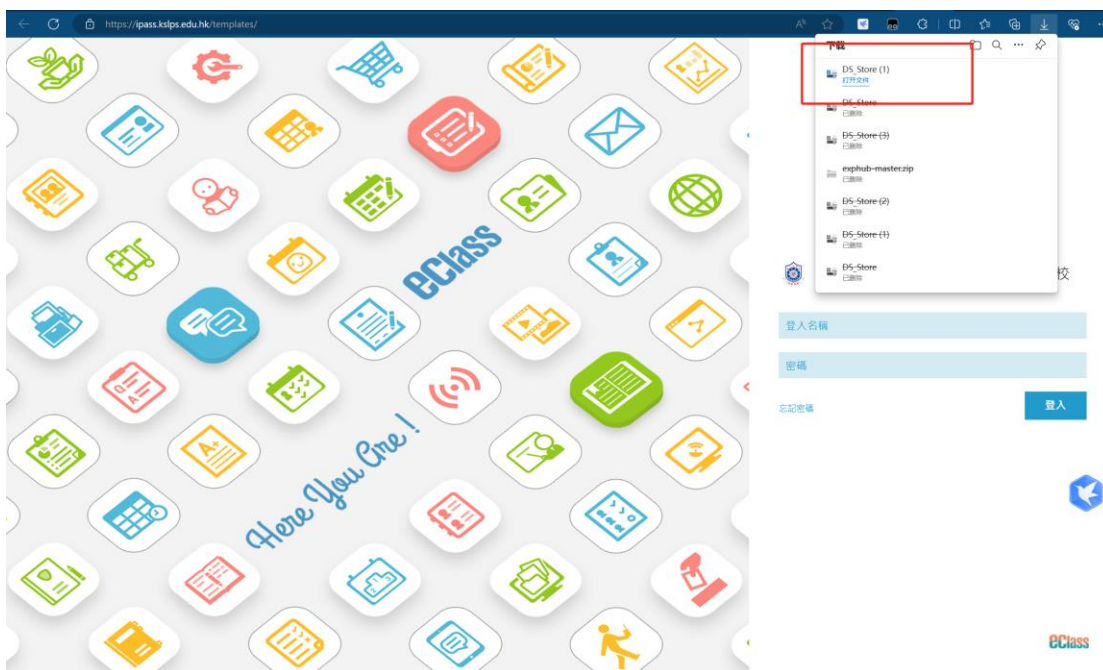 https://ipass.kslps.edu.hk/templates/
下载
DS_Store (1)
打开文件
DS_Store
已删除
DS_Store (3)
已删除
exphub-master.zip
已删除
DS_Store (2)
已删除
DS_Store (1)
已删除
DS_Store
已删除
校
eClass
Here You Are !
登入名稱
密碼
忘記密碼
登入
eClass